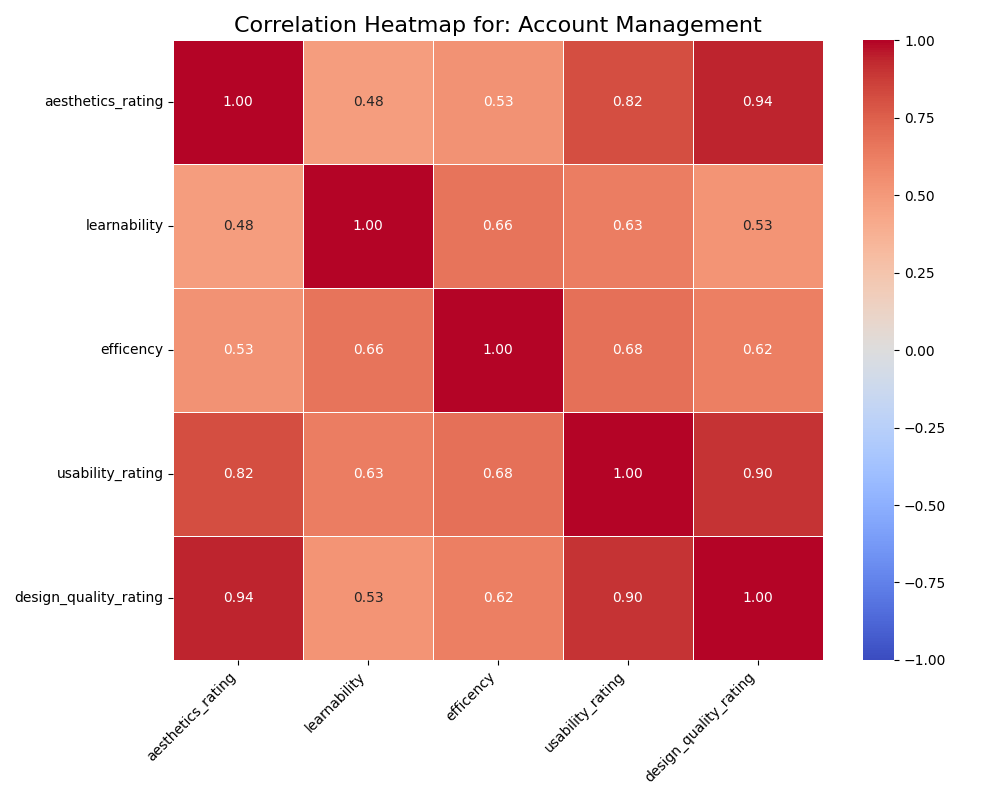 Correlation Heatmap for: Account Management
aesthetics_rating 1.00 0.48 0.53 0.82 0.94
learnability 0.48 1.00 0.66 0.63 0.53
efficency 0.53 0.66 1.00 0.68 0.62
usability_rating 0.82 0.63 0.68 1.00 0.90
design_quality_rating 0.94 0.53 0.62 0.90 1.00
aesthetics_rating
learnability
efficency
usability_rating
design_quality_rating
1.00
0.75
0.50
0.25
0.00
−0.25
−0.50
−0.75
−1.00